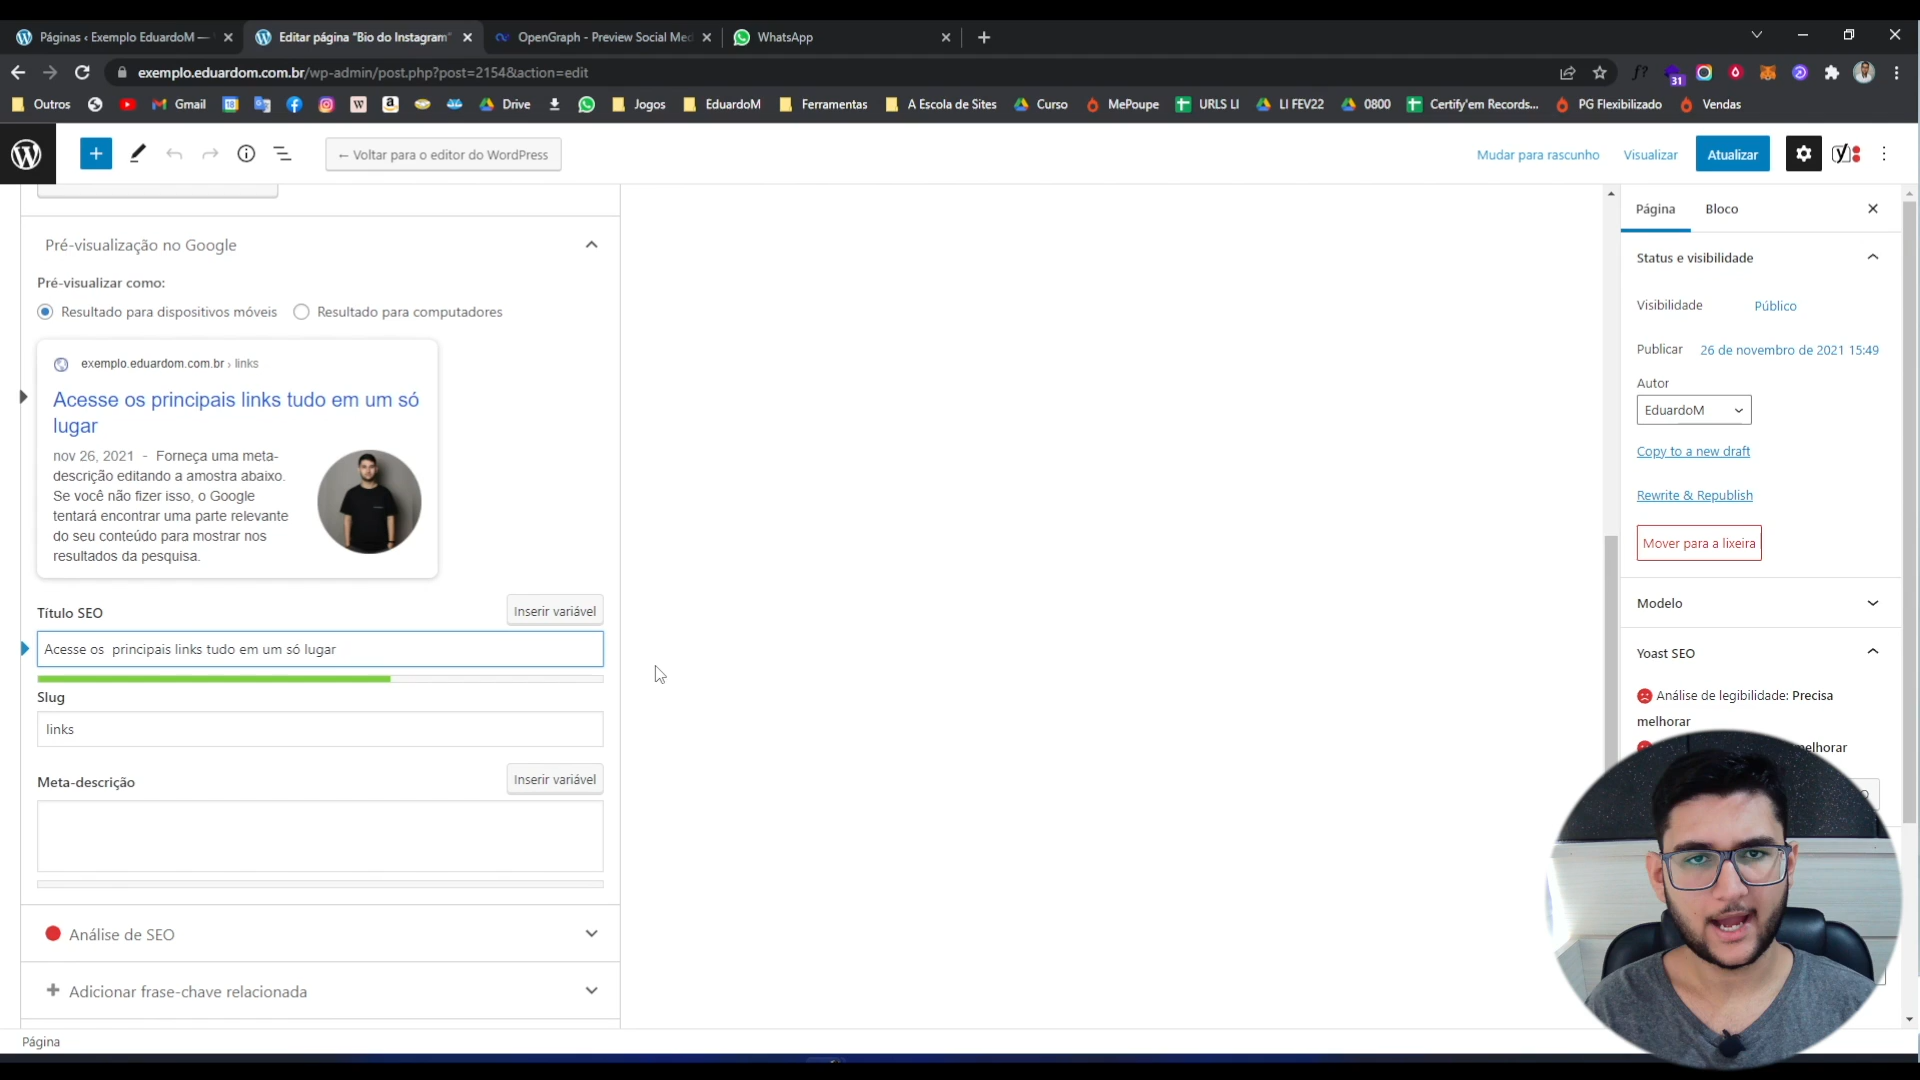 Páginas ‹ Exemplo EduardoM —
Editar página "Bio do Instagram"
OpenGraph - Preview Social Med
WhatsApp
exemplo.eduardom.com.br/wp-admin/post.php?post=2154&action=edit
f?
31
Outros
Gmail
18
W
a
Drive
Jogos
EduardoM
Ferramentas
A Escola de Sites
Curso
MePoupe
URLS LI
LI FEV22
0800
Certify'em Records...
PG Flexibilizado
Vendas
← Voltar para o editor do WordPress
Mudar para rascunho
Visualizar
Atualizar
Pré-visualização no Google
Pré-visualizar como:
Resultado para dispositivos móveis
Resultado para computadores
exemplo.eduardom.com.br › links
Acesse os principais links tudo em um só
lugar
nov 26, 2021 - Forneça uma meta-
descrição editando a amostra abaixo.
Se você não fizer isso, o Google
tentará encontrar uma parte relevante
do seu conteúdo para mostrar nos
resultados da pesquisa.
Título SEO
Inserir variável
Acesse os  principais links tudo em um só lugar
Slug
links
Meta-descrição
Inserir variável
Análise de SEO
Adicionar frase-chave relacionada
Página
Página
Bloco
Status e visibilidade
Visibilidade
Público
Publicar
26 de novembro de 2021 15:49
Autor
EduardoM
Copy to a new draft
Rewrite & Republish
Mover para a lixeira
Modelo
Yoast SEO
Análise de legibilidade: Precisa
melhorar
melhorar